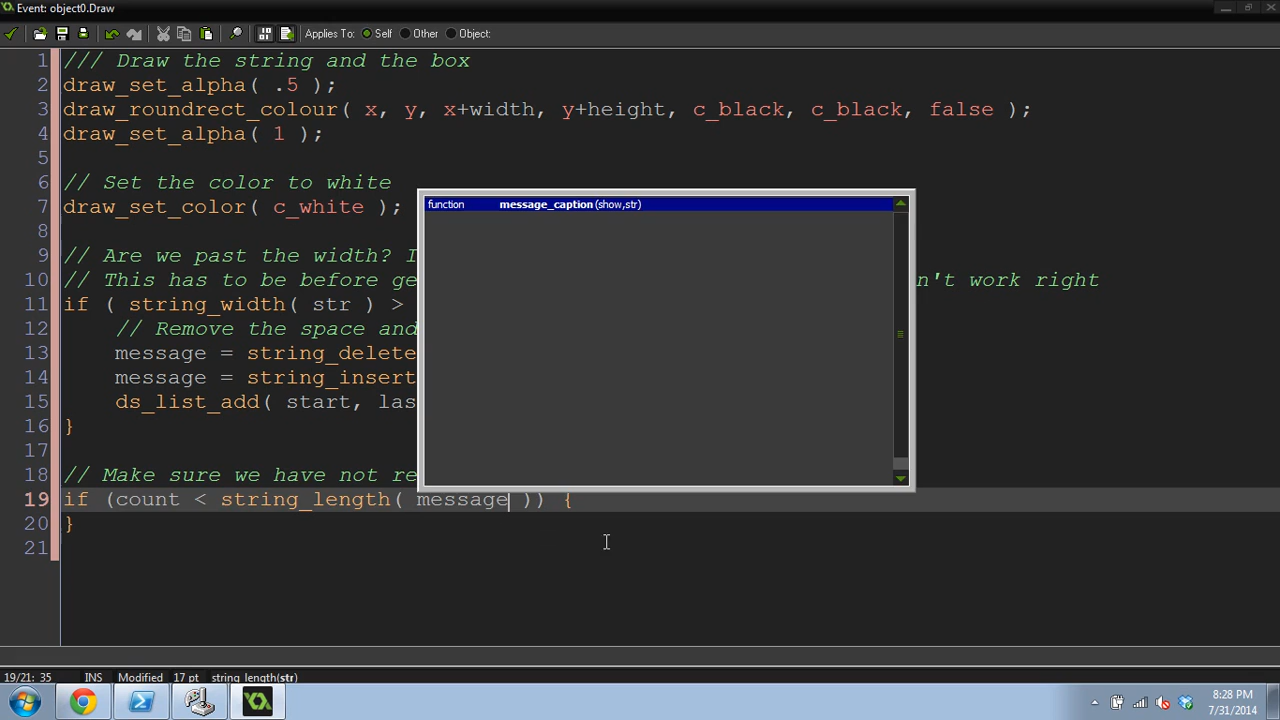 Event: object0.Draw
Applies To: Self Other Object:
1 /// Draw the string and the box
2 draw_set_alpha( .5 );
3 draw_roundrect_colour( x, y, x+width, y+height, c_black, c_black, false );
4 draw_set_alpha( 1 );
5
6 // Set the color to white
7 draw_set_color( c_white );
8
9 // Are we past the width? I
10 // This has to be before ge n't work right
11 if ( string_width( str ) >
12 // Remove the space and
13 message = string_delete
14 message = string_insert
15 ds_list_add( start, las
16 }
17
18 // Make sure we have not re
19 if (count < string_length( message )) {
20 }
21
function message_caption(show,str)
19/21: 35 INS Modified 17 pt string_length(str)
8:28 PM
7/31/2014